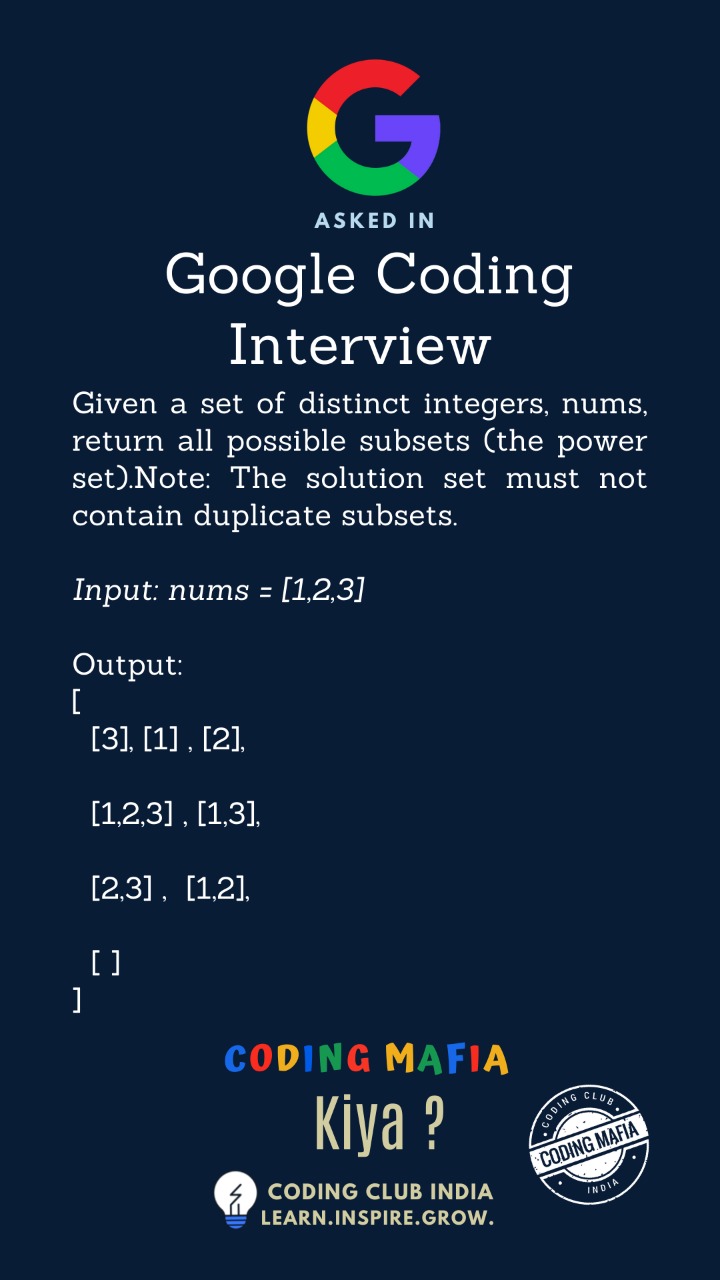 ASKED IN
Google Coding
Interview
Given a set of distinct integers, nums,
return all possible subsets (the power
set).Note: The solution set must not
contain duplicate subsets.
Input: nums = [1,2,3]
Output:
[
[3], [1] , [2],
[1,2,3] , [1,3],
[2,3] ,  [1,2],
[ ]
]
CODING MAFIA
Kiya ?
CODING CLUB
CODING MAFIA
INDIA
CODING CLUB INDIA
LEARN.INSPIRE.GROW.